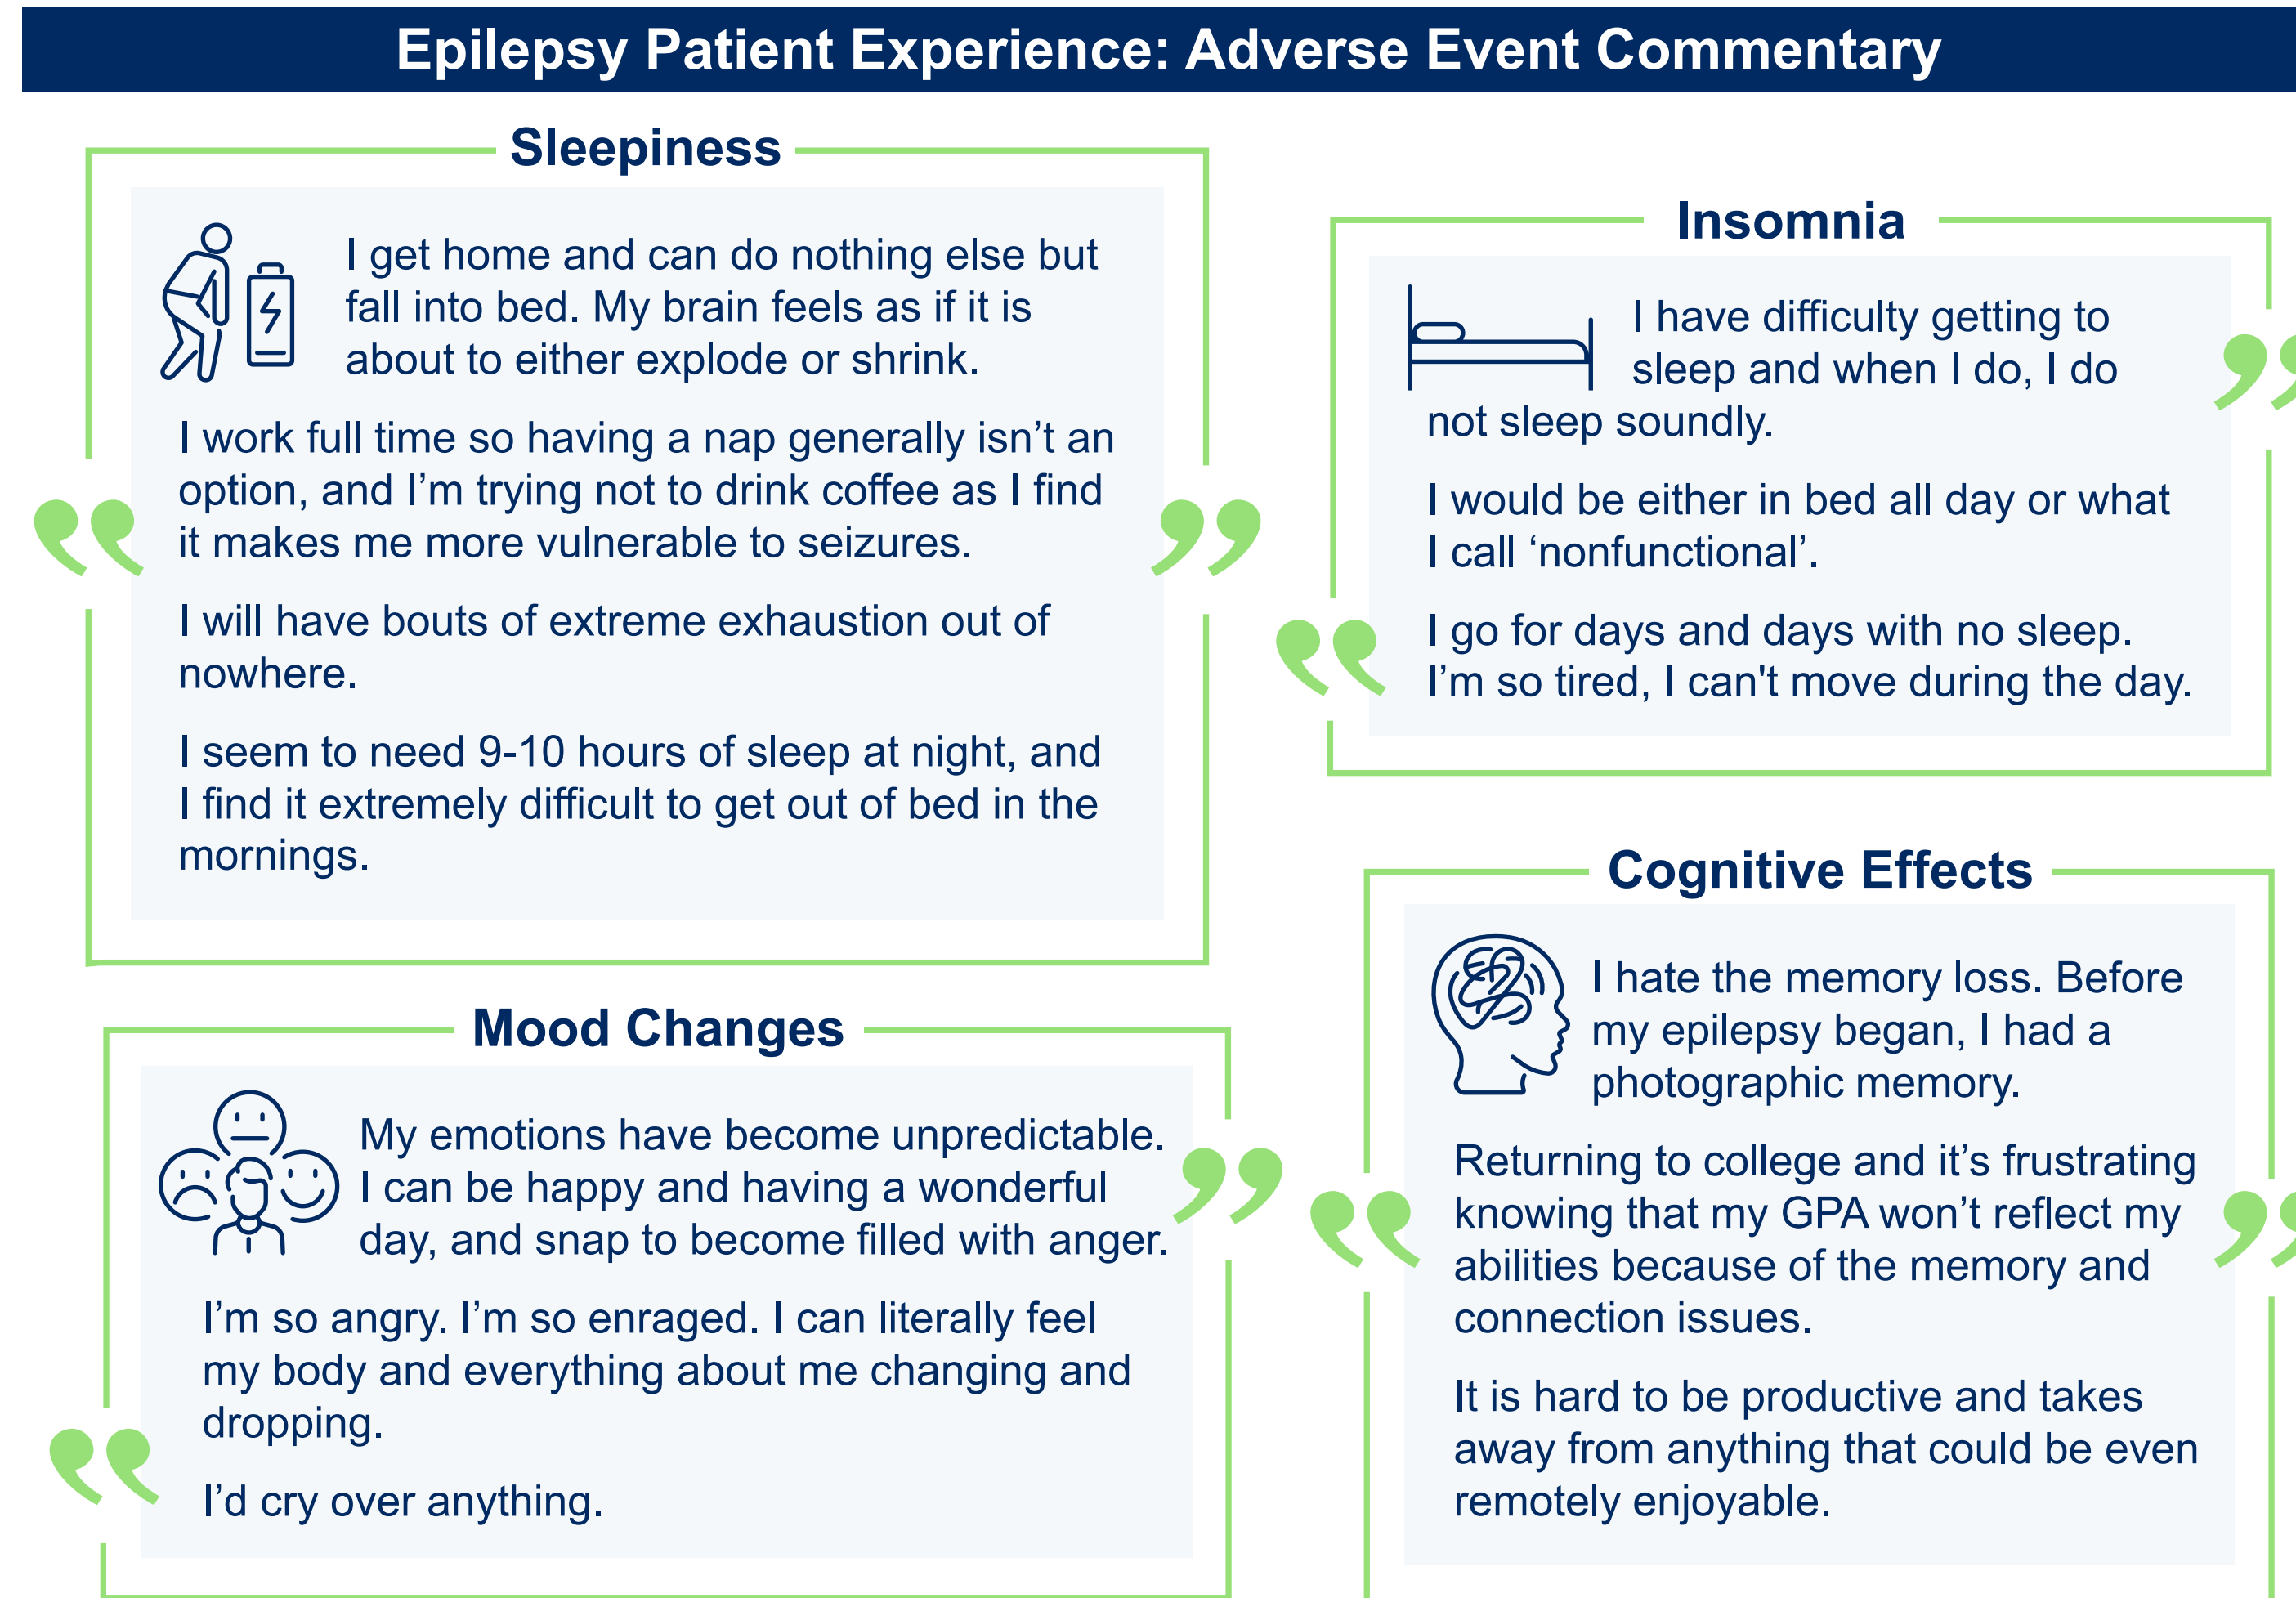 Epilepsy Patient Experience: Adverse Event Commentary
Sleepiness
I get home and can do nothing else but
fall into bed. My brain feels as if it is
about to either explode or shrink.
I work full time so having a nap generally isn’t an
option, and I’m trying not to drink coffee as I find
it makes me more vulnerable to seizures.
I will have bouts of extreme exhaustion out of
nowhere.
I seem to need 9-10 hours of sleep at night, and
I find it extremely difficult to get out of bed in the
mornings.
Insomnia
I have difficulty getting to
sleep and when I do, I do
not sleep soundly.
I would be either in bed all day or what
I call ‘nonfunctional’.
I go for days and days with no sleep.
I’m so tired, I can't move during the day.
Mood Changes
My emotions have become unpredictable.
I can be happy and having a wonderful
day, and snap to become filled with anger.
I’m so angry. I’m so enraged. I can literally feel
my body and everything about me changing and
dropping.
I’d cry over anything.
Cognitive Effects
I hate the memory loss. Before
my epilepsy began, I had a
photographic memory.
Returning to college and it’s frustrating
knowing that my GPA won’t reflect my
abilities because of the memory and
connection issues.
It is hard to be productive and takes
away from anything that could be even
remotely enjoyable.